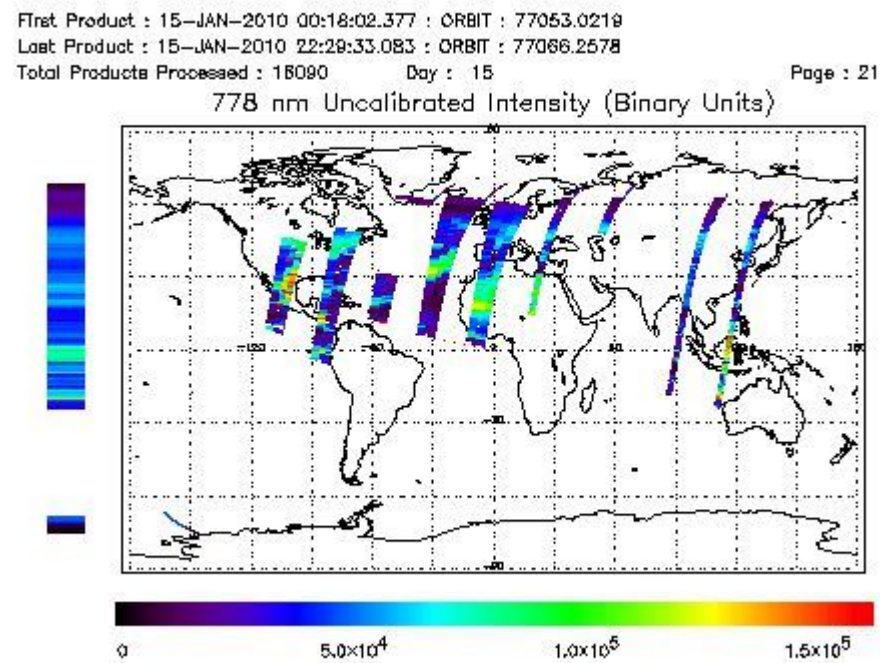 First Product : 15-JAN-2010 00:18:02.377 : ORBIT : 77053.0219
Last Product : 15-JAN-2010 22:29:33.083 : ORBIT : 77066.2578
Total Products Processed : 16090 Day : 15 Page : 21
778 nm Uncalibrated Intensity (Binary Units)
-120
0 5.0×10⁴ 1.0×10⁵ 1.5×10⁵